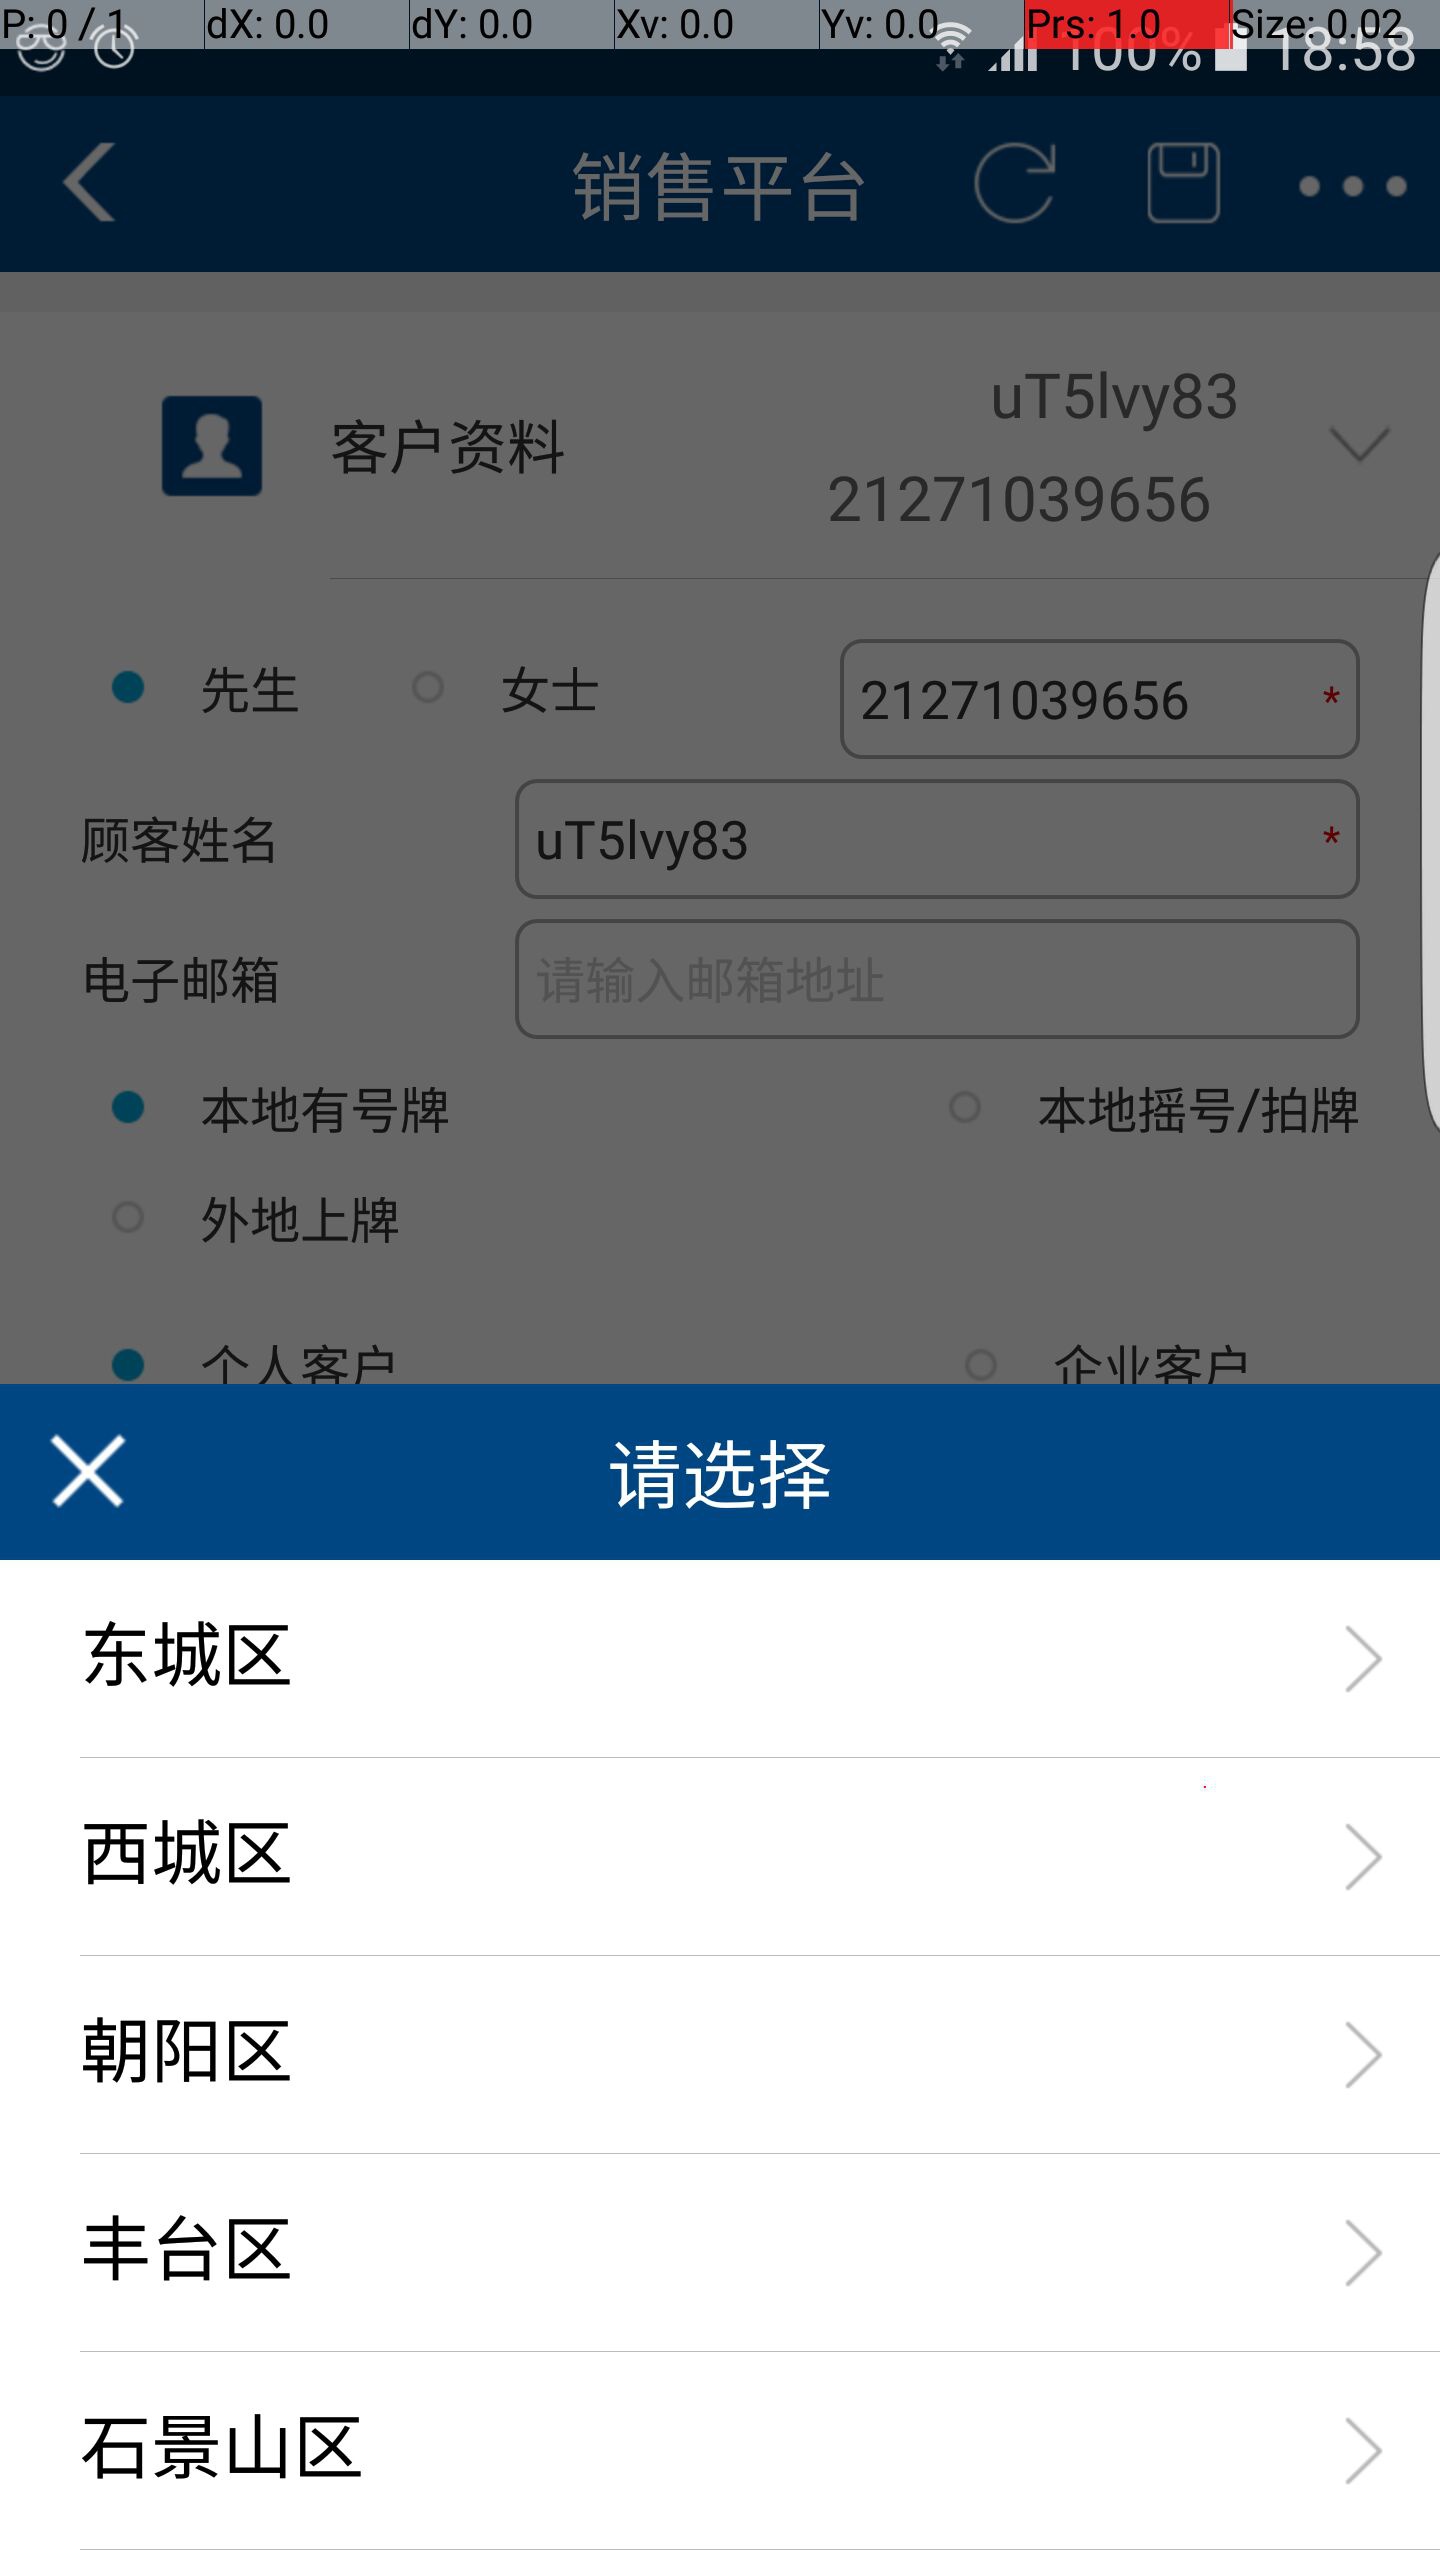 P: 0 / 1 dX: 0.0 dY: 0.0 Xv: 0.0 Yv: 0.0 Prs: 1.0 Size: 0.02
100% 18:58
销售平台
uT5lvy83
客户资料
21271039656
先生 女士 21271039656 *
顾客姓名 uT5lvy83 *
电子邮箱 请输入邮箱地址
本地有号牌 本地摇号/拍牌
外地上牌
个人客户 企业客户
请选择
东城区
西城区
朝阳区
丰台区
石景山区